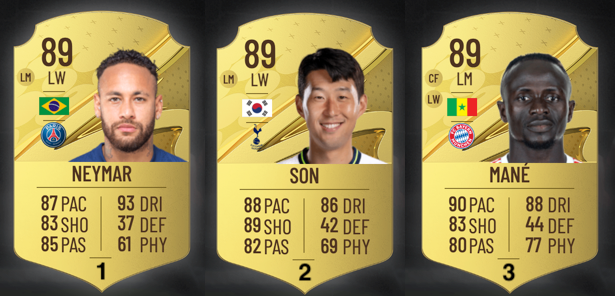 89
LM
LW
NEYMAR
87 PAC 93 DRI
83 SHO 37 DEF
85 PAS 61 PHY
1
89
LM
LW
SON
88 PAC 86 DRI
89 SHO 42 DEF
82 PAS 69 PHY
2
89
CF
LM
LW
MANÉ
90 PAC 88 DRI
83 SHO 44 DEF
80 PAS 77 PHY
3